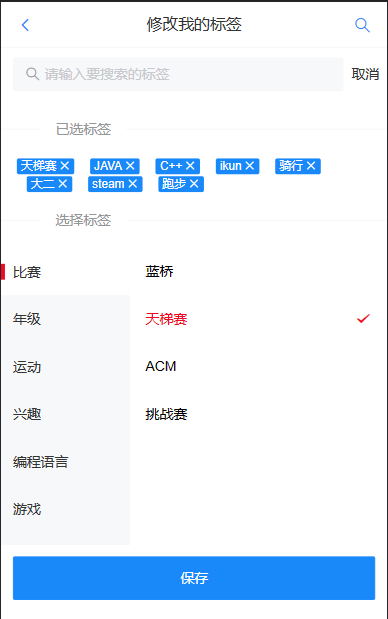 修改我的标签
请输入要搜索的标签 取消
已选标签
天梯赛 × JAVA × C++ × ikun × 骑行 ×
大二 × steam × 跑步 ×
选择标签
比赛 蓝桥
年级 天梯赛
运动 ACM
兴趣 挑战赛
编程语言
游戏
保存